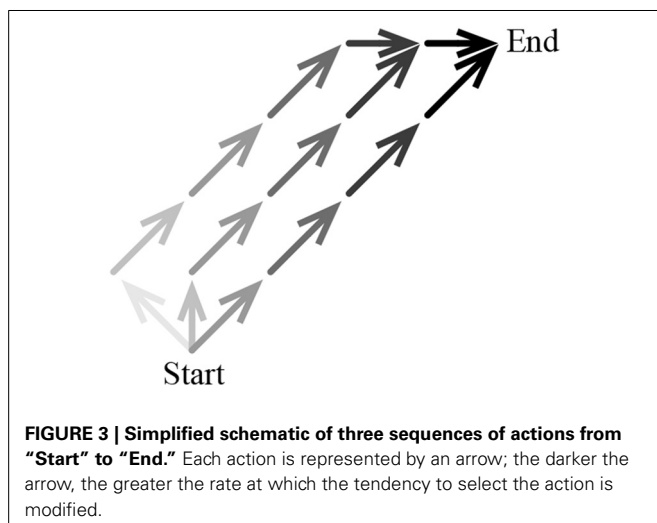 End
Start
FIGURE 3 | Simplified schematic of three sequences of actions from
“Start” to “End.” Each action is represented by an arrow; the darker the
arrow, the greater the rate at which the tendency to select the action is
modified.